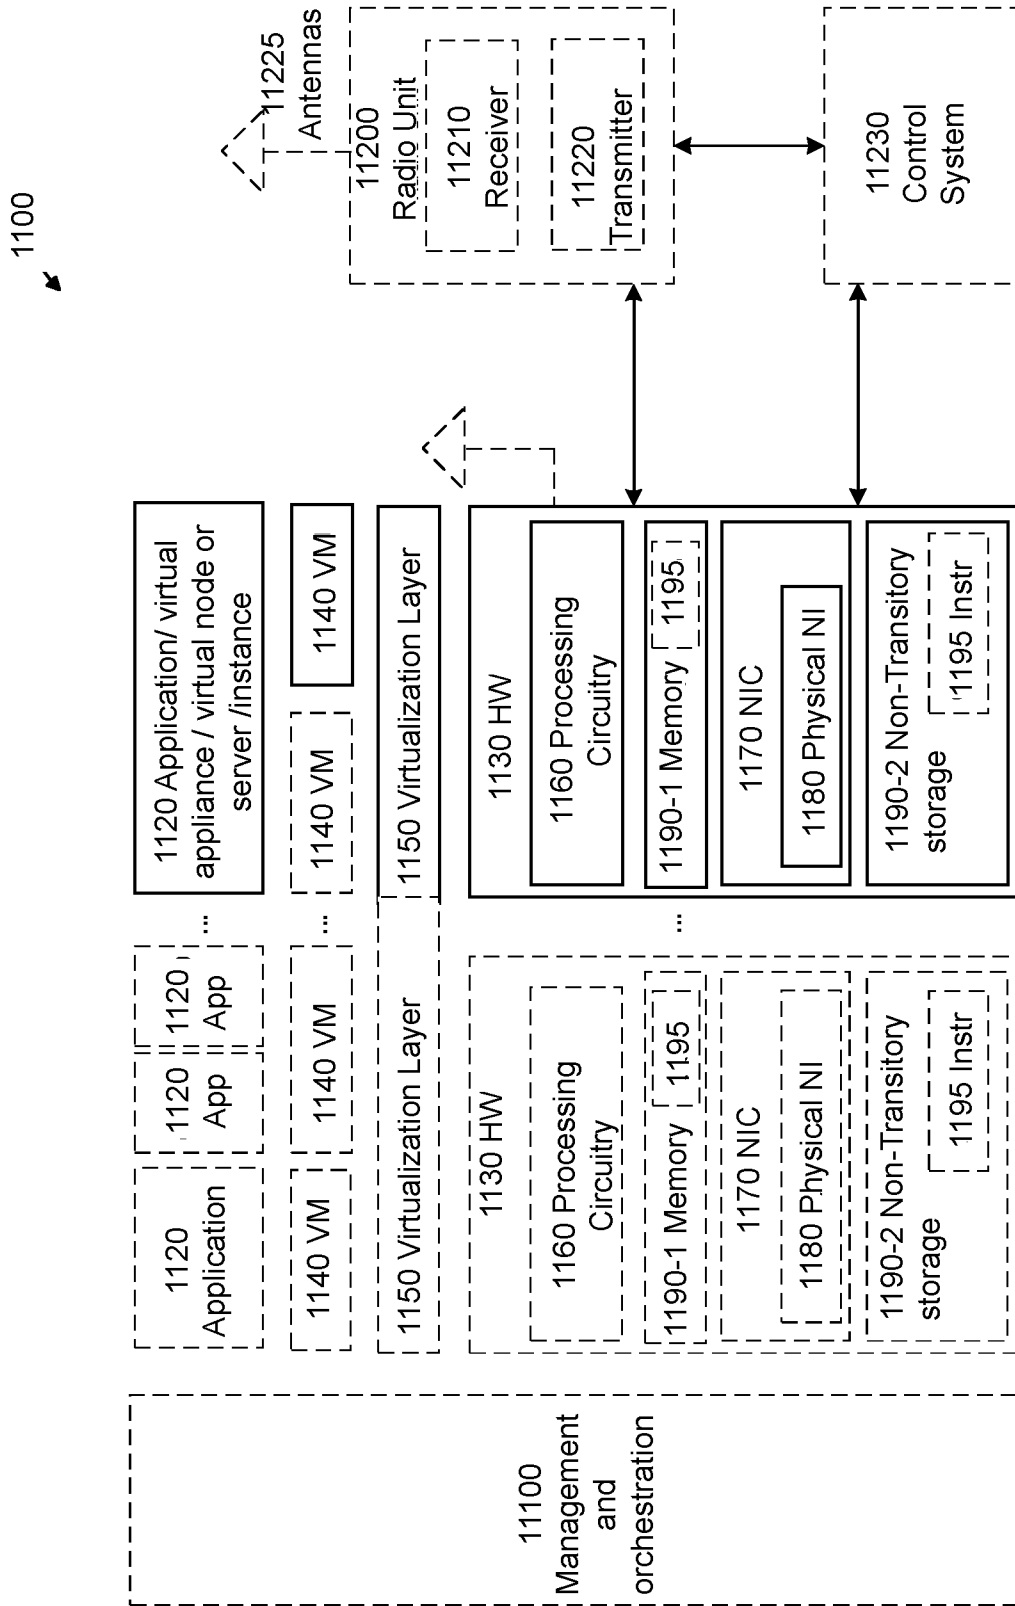 1100
11100
Management
and
orchestration
1120
Application
1120
App
1120
App
...
1120 Application/ virtual
appliance / virtual node or
server /instance
1140 VM
1140 VM
...
1140 VM
1140 VM
1150 Virtualization Layer
1150 Virtualization Layer
1130 HW
1160 Processing
Circuitry
1190-1 Memory
1195
1170 NIC
1180 Physical NI
1190-2 Non-Transitory
storage
1195 Instr
...
1130 HW
1160 Processing
Circuitry
1190-1 Memory
1195
1170 NIC
1180 Physical NI
1190-2 Non-Transitory
storage
1195 Instr
11225
Antennas
11200
Radio Unit
11210
Receiver
11220
Transmitter
11230
Control
System